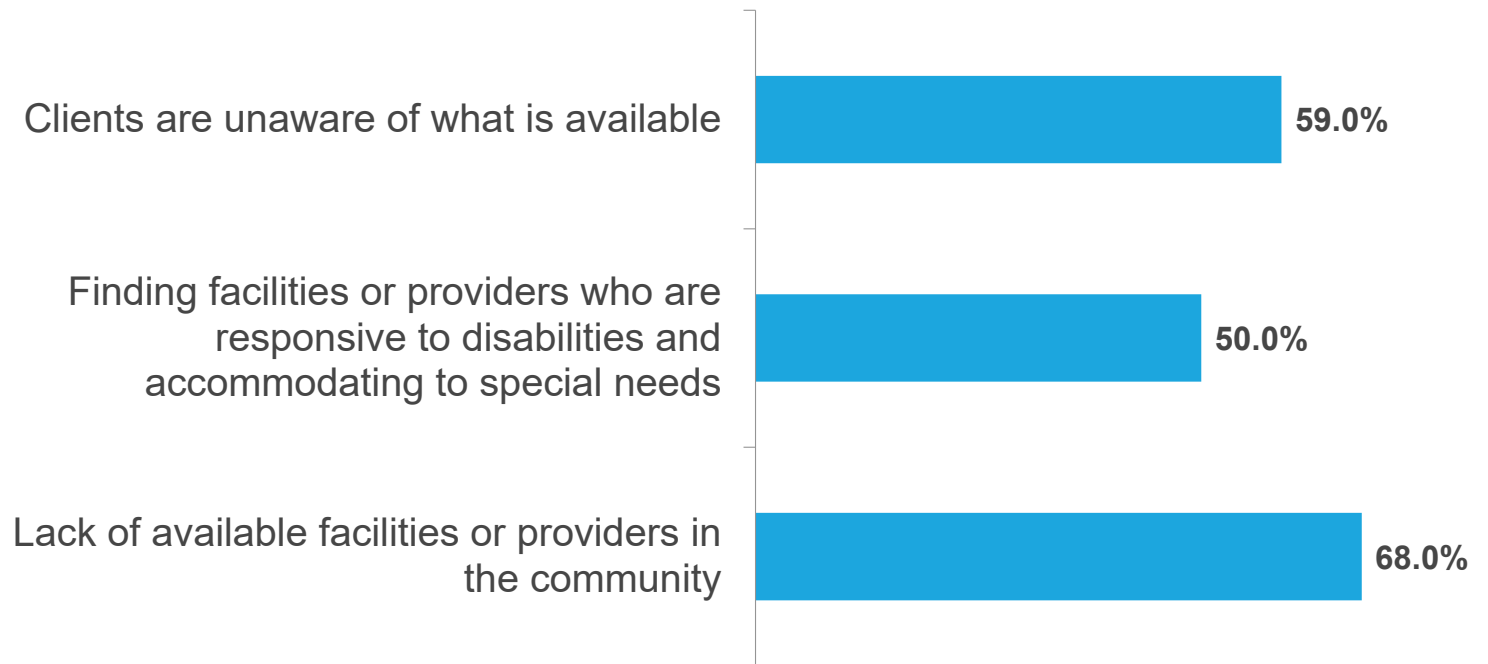 Clients are unaware of what is available
59.0%
Finding facilities or providers who are
responsive to disabilities and
accommodating to special needs
50.0%
Lack of available facilities or providers in
the community
68.0%